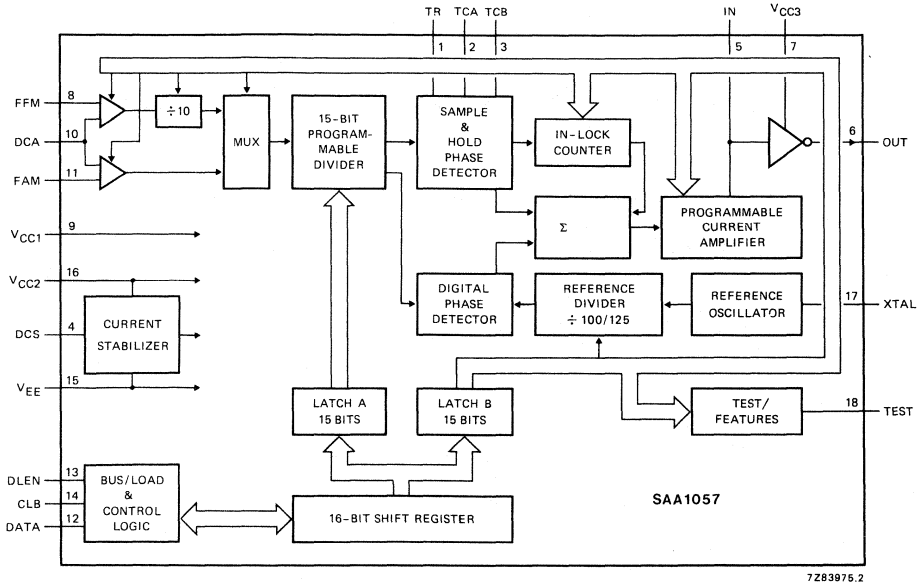 TR TCA TCB IN VCC3
1 2 3 5 7
FFM 8
÷10
MUX
15-BIT
PROGRAM-
MABLE
DIVIDER
SAMPLE
&
HOLD
PHASE
DETECTOR
IN-LOCK
COUNTER
6 OUT
DCA 10
FAM 11
Σ
PROGRAMMABLE
CURRENT
AMPLIFIER
VCC1 9
VCC2 16
DIGITAL
PHASE
DETECTOR
REFERENCE
DIVIDER
÷ 100/125
REFERENCE
OSCILLATOR
17 XTAL
DCS 4
CURRENT
STABILIZER
VEE 15
LATCH A
15 BITS
LATCH B
15 BITS
TEST/
FEATURES
18 TEST
DLEN 13
CLB 14
DATA 12
BUS/LOAD
&
CONTROL
LOGIC
16-BIT SHIFT REGISTER
SAA1057
7Z83975.2